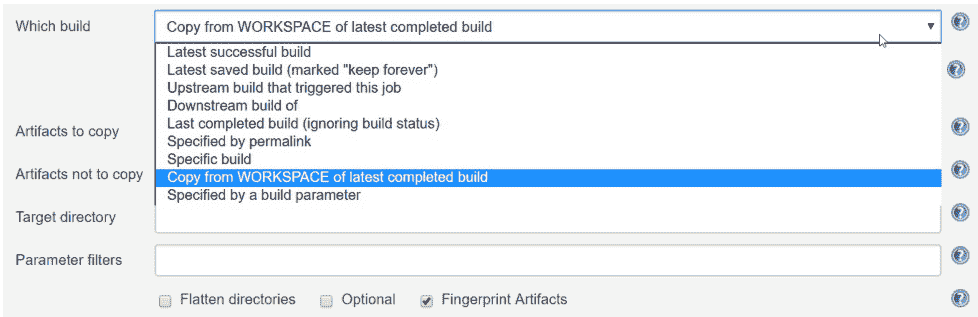 Which build Copy from WORKSPACE of latest completed build
Latest successful build
Latest saved build (marked "keep forever")
Upstream build that triggered this job
Downstream build of
Last completed build (ignoring build status)
Artifacts to copy
Specified by permalink
Specific build
Artifacts not to copy Copy from WORKSPACE of latest completed build
Specified by a build parameter
Target directory
Parameter filters
Flatten directories Optional Fingerprint Artifacts